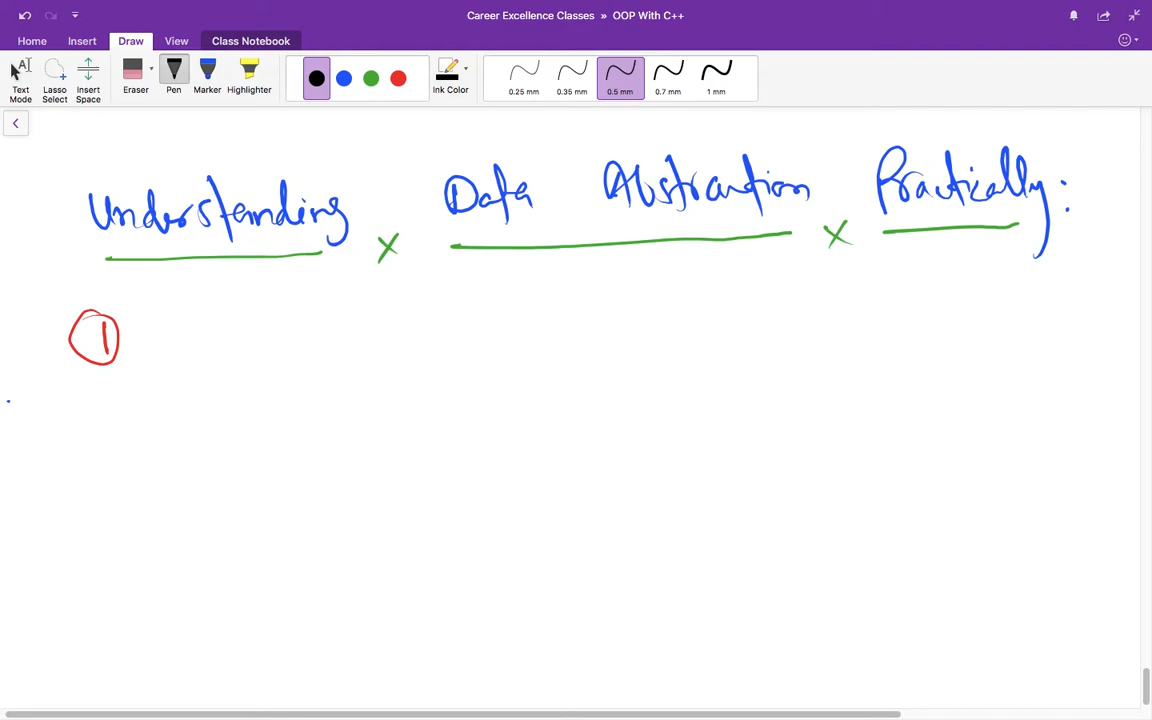 Career Excellence Classes » OOP With C++
Home Insert Draw View Class Notebook
Text Mode Lasso Select Insert Space Eraser Pen Marker Highlighter Ink Color 0.25 mm 0.35 mm 0.5 mm 0.7 mm 1 mm
Understanding x Data Abstraction x Practically:
1